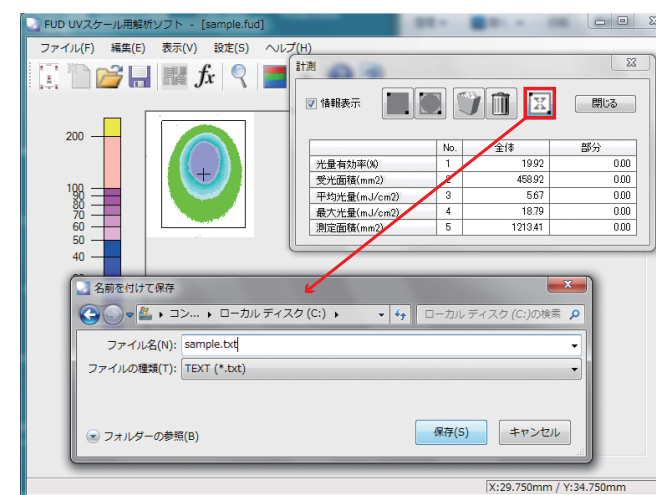 FUD UVスケール用解析ソフト - [sample.fud]
ファイル(F) 編集(E) 表示(V) 設定(S) ヘルプ(H)
fx
計測
情報表示
X
閉じる
No. 全体 部分
光量有効率(%) 1 19.92 0.00
受光面積(mm2) 2 458.92 0.00
平均光量(mJ/cm2) 3 5.67 0.00
最大光量(mJ/cm2) 4 18.79 0.00
測定面積(mm2) 5 1213.41 0.00
200
100
90
80
70
60
50
40
名前を付けて保存
コン... ローカル ディスク (C:)
ローカル ディスク (C:)の検索
ファイル名(N): sample.txt
ファイルの種類(T): TEXT (*.txt)
フォルダーの参照(B)
保存(S) キャンセル
X:29.750mm / Y:34.750mm